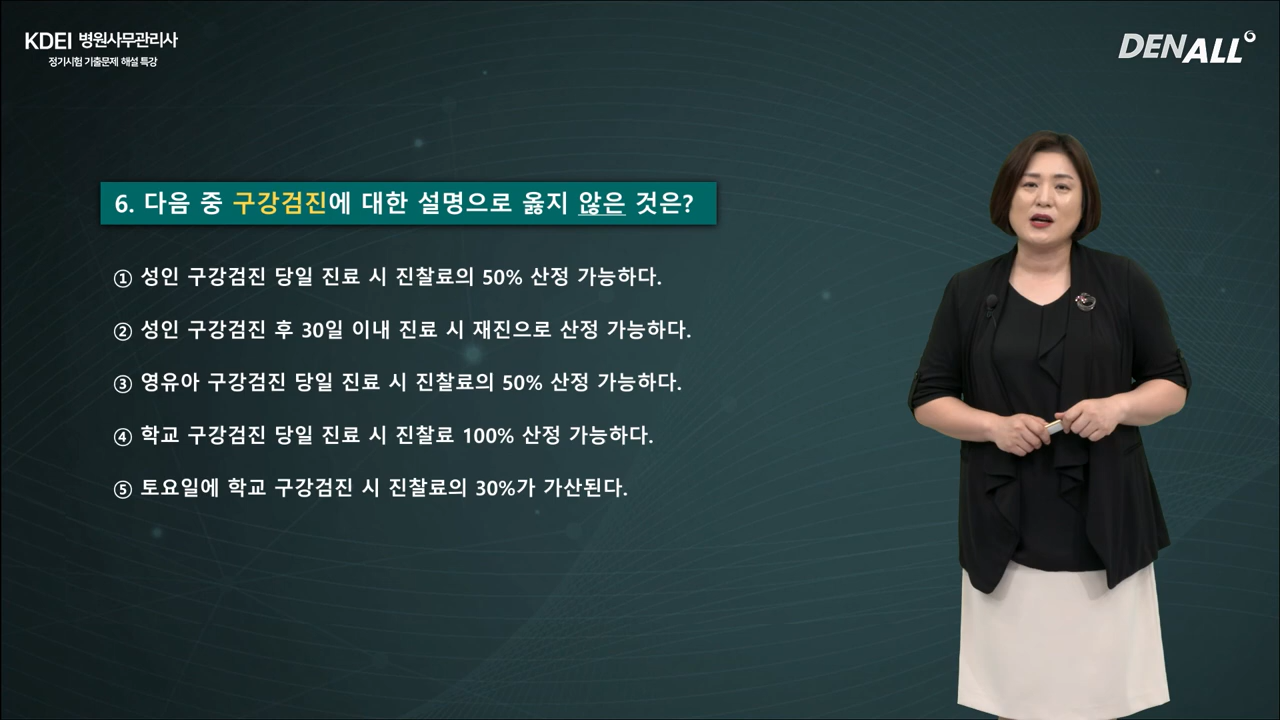 KDEI 병원사무관리사
정기시험 기출문제 해설 특강
DENALL
6. 다음 중 구강검진에 대한 설명으로 옳지 않은 것은?
① 성인 구강검진 당일 진료 시 진찰료의 50% 산정 가능하다.
② 성인 구강검진 후 30일 이내 진료 시 재진으로 산정 가능하다.
③ 영유아 구강검진 당일 진료 시 진찰료의 50% 산정 가능하다.
④ 학교 구강검진 당일 진료 시 진찰료 100% 산정 가능하다.
⑤ 토요일에 학교 구강검진 시 진찰료의 30%가 가산된다.